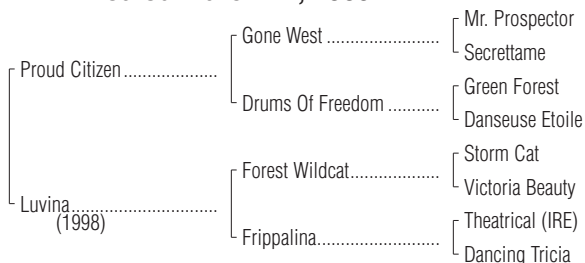 Mr. Prospector
Gone West
Secrettame
Proud Citizen
Green Forest
Drums Of Freedom
Danseuse Etoile
Storm Cat
Forest Wildcat
Victoria Beauty
Luvina
(1998)
Theatrical (IRE)
Frippalina
Dancing Tricia